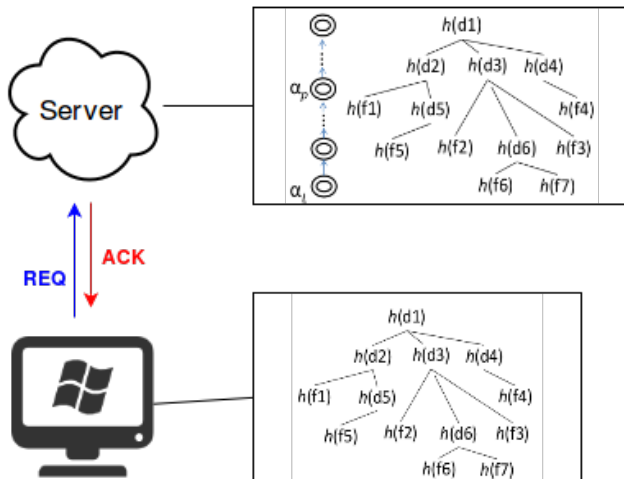 h(d1)
h(d2) h(d3) h(d4)
α_p
h(f1) h(d5) h(f4)
h(f5) h(f2) h(d6) h(f3)
α_i h(f6) h(f7)
Server
REQ
ACK
h(d1)
h(d2) h(d3) h(d4)
h(f1) h(d5) h(f4)
h(f5) h(f2) h(d6) h(f3)
h(f6) h(f7)